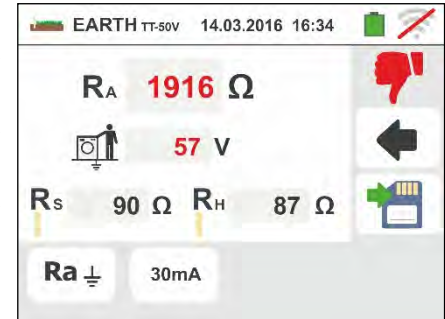 EARTH TT-50V 14.03.2016 16:34
RA 1916 Ω
57 V
RS 90 Ω RH 87 Ω
Ra 30mA